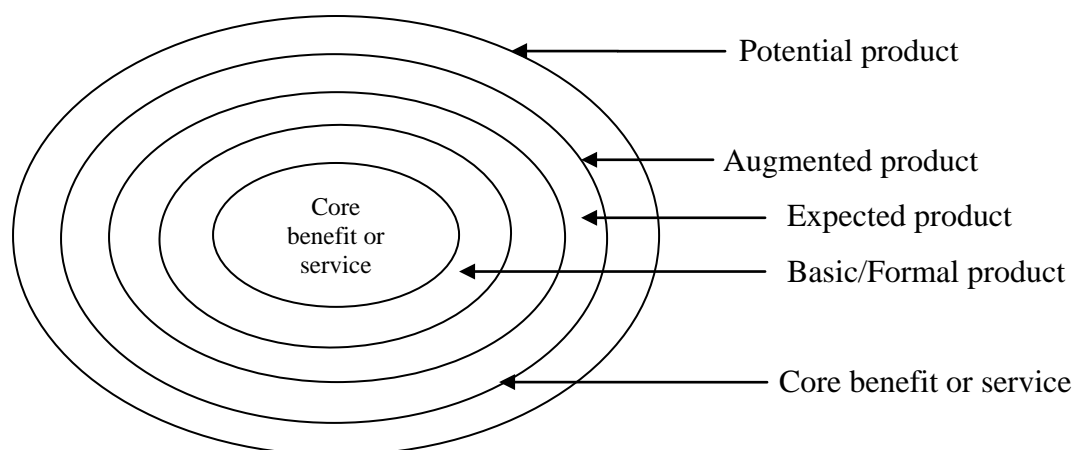 Potential product
Augmented product
Core
benefit or
service
Expected product
Basic/Formal product
Core benefit or service